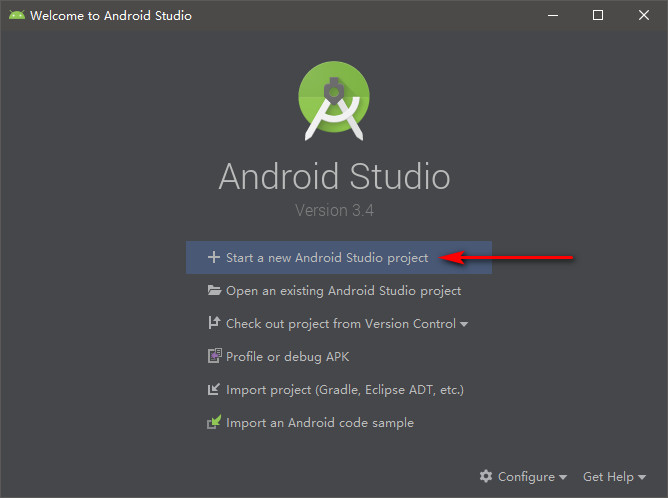 Welcome to Android Studio
Android Studio
Version 3.4
Start a new Android Studio project
Open an existing Android Studio project
Check out project from Version Control
Profile or debug APK
Import project (Gradle, Eclipse ADT, etc.)
Import an Android code sample
Configure Get Help